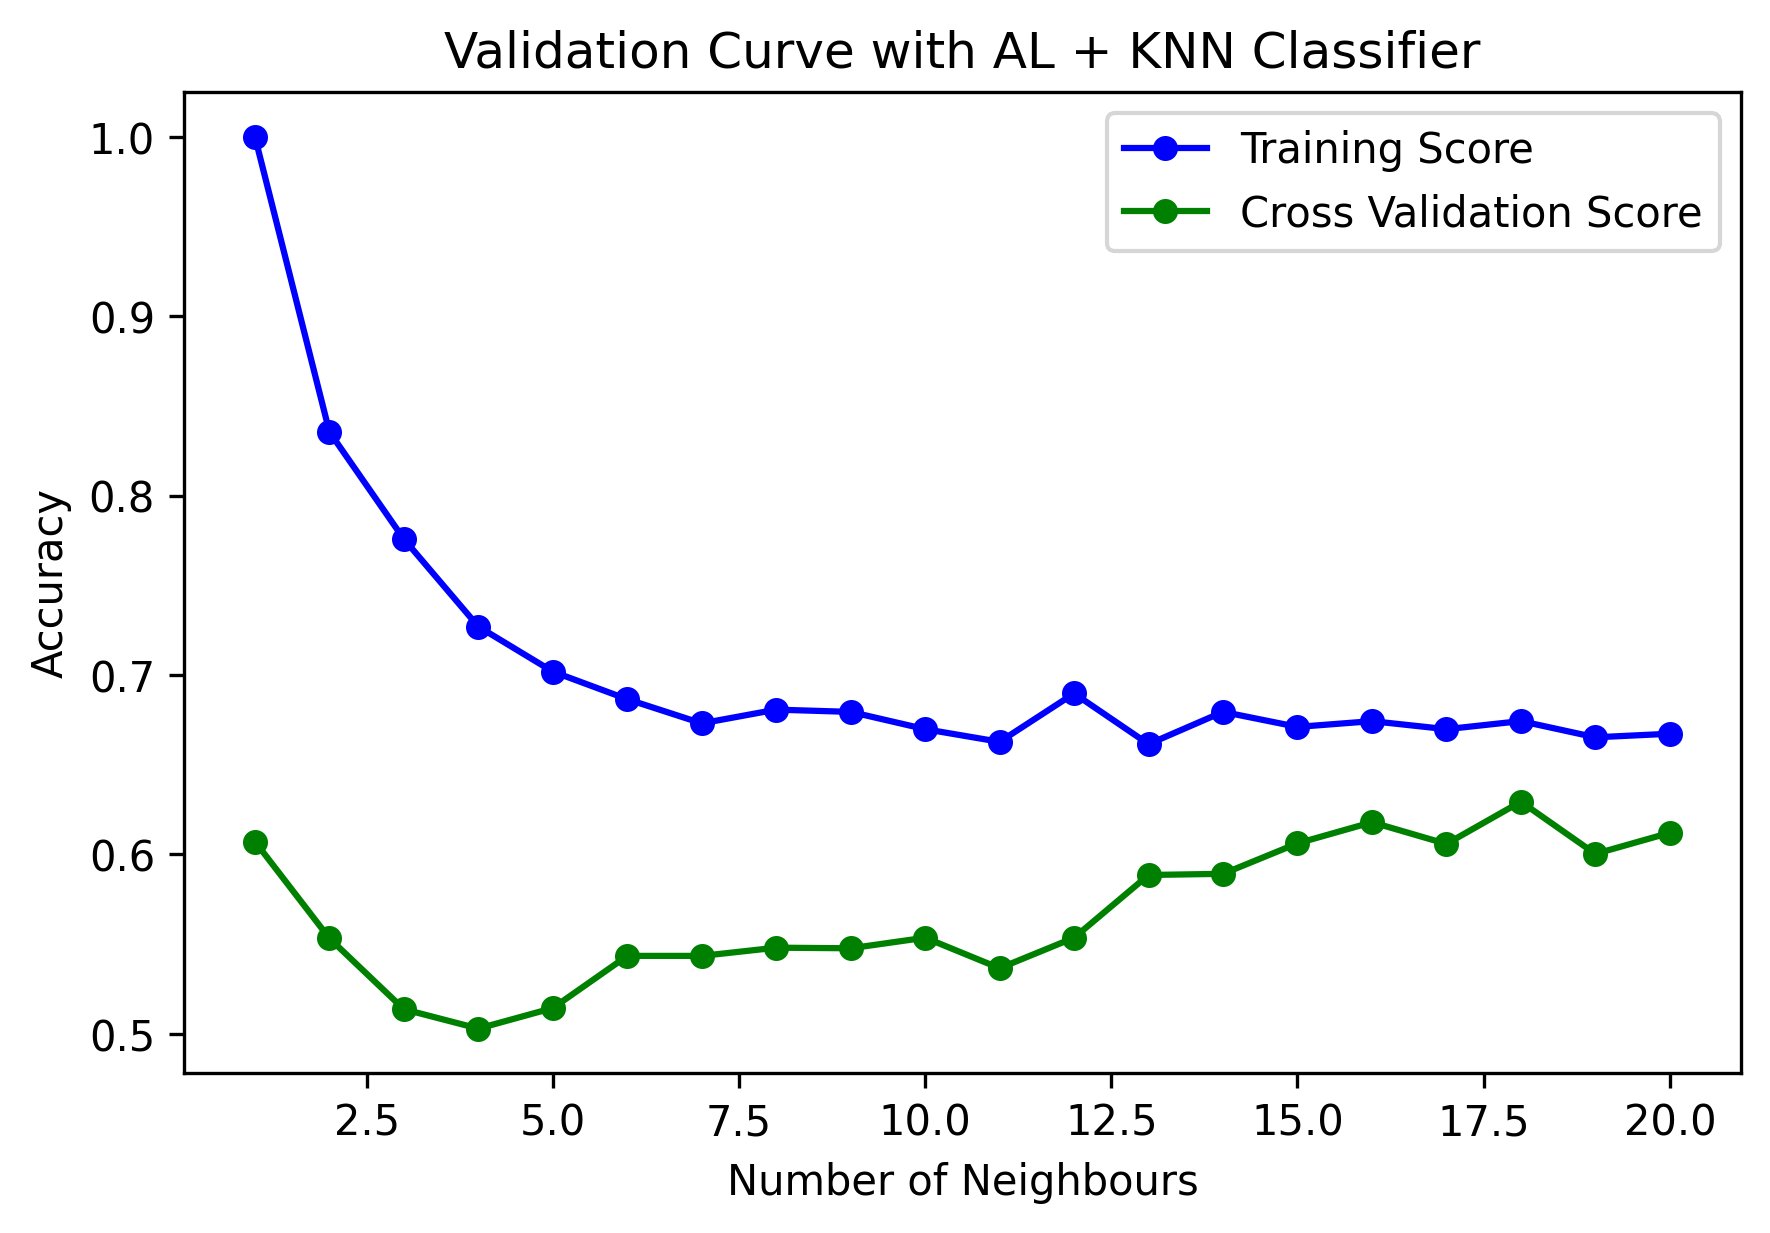 Validation Curve with AL + KNN Classifier
Training Score
Cross Validation Score
1.0
0.9
0.8
0.7
0.6
0.5
Accuracy
2.5 5.0 7.5 10.0 12.5 15.0 17.5 20.0
Number of Neighbours